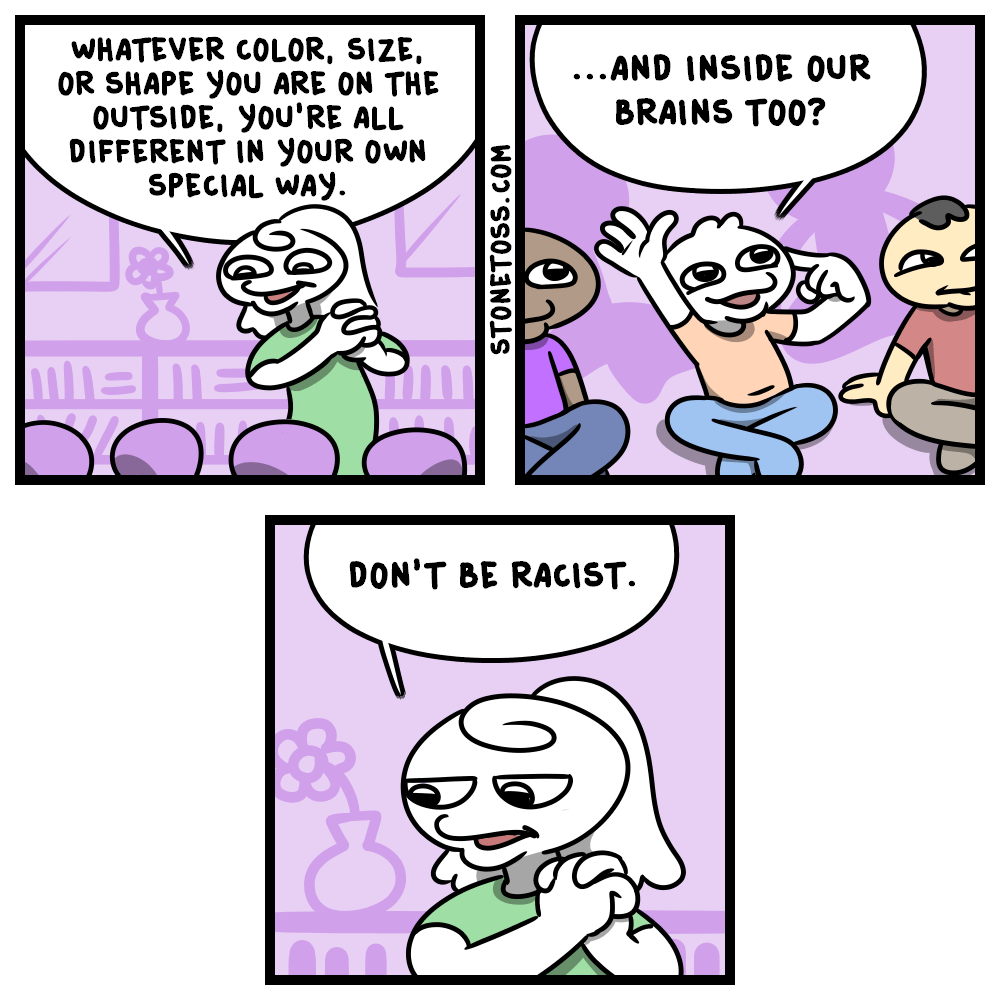 WHATEVER COLOR, SIZE,
OR SHAPE YOU ARE ON THE
OUTSIDE, YOU'RE ALL
DIFFERENT IN YOUR OWN
SPECIAL WAY.
STONETOSS.COM
...AND INSIDE OUR
BRAINS TOO?
DON'T BE RACIST.